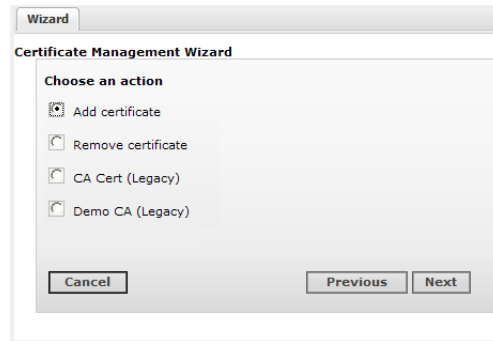 Wizard
Certificate Management Wizard
Choose an action
Add certificate
Remove certificate
CA Cert (Legacy)
Demo CA (Legacy)
Cancel Previous Next